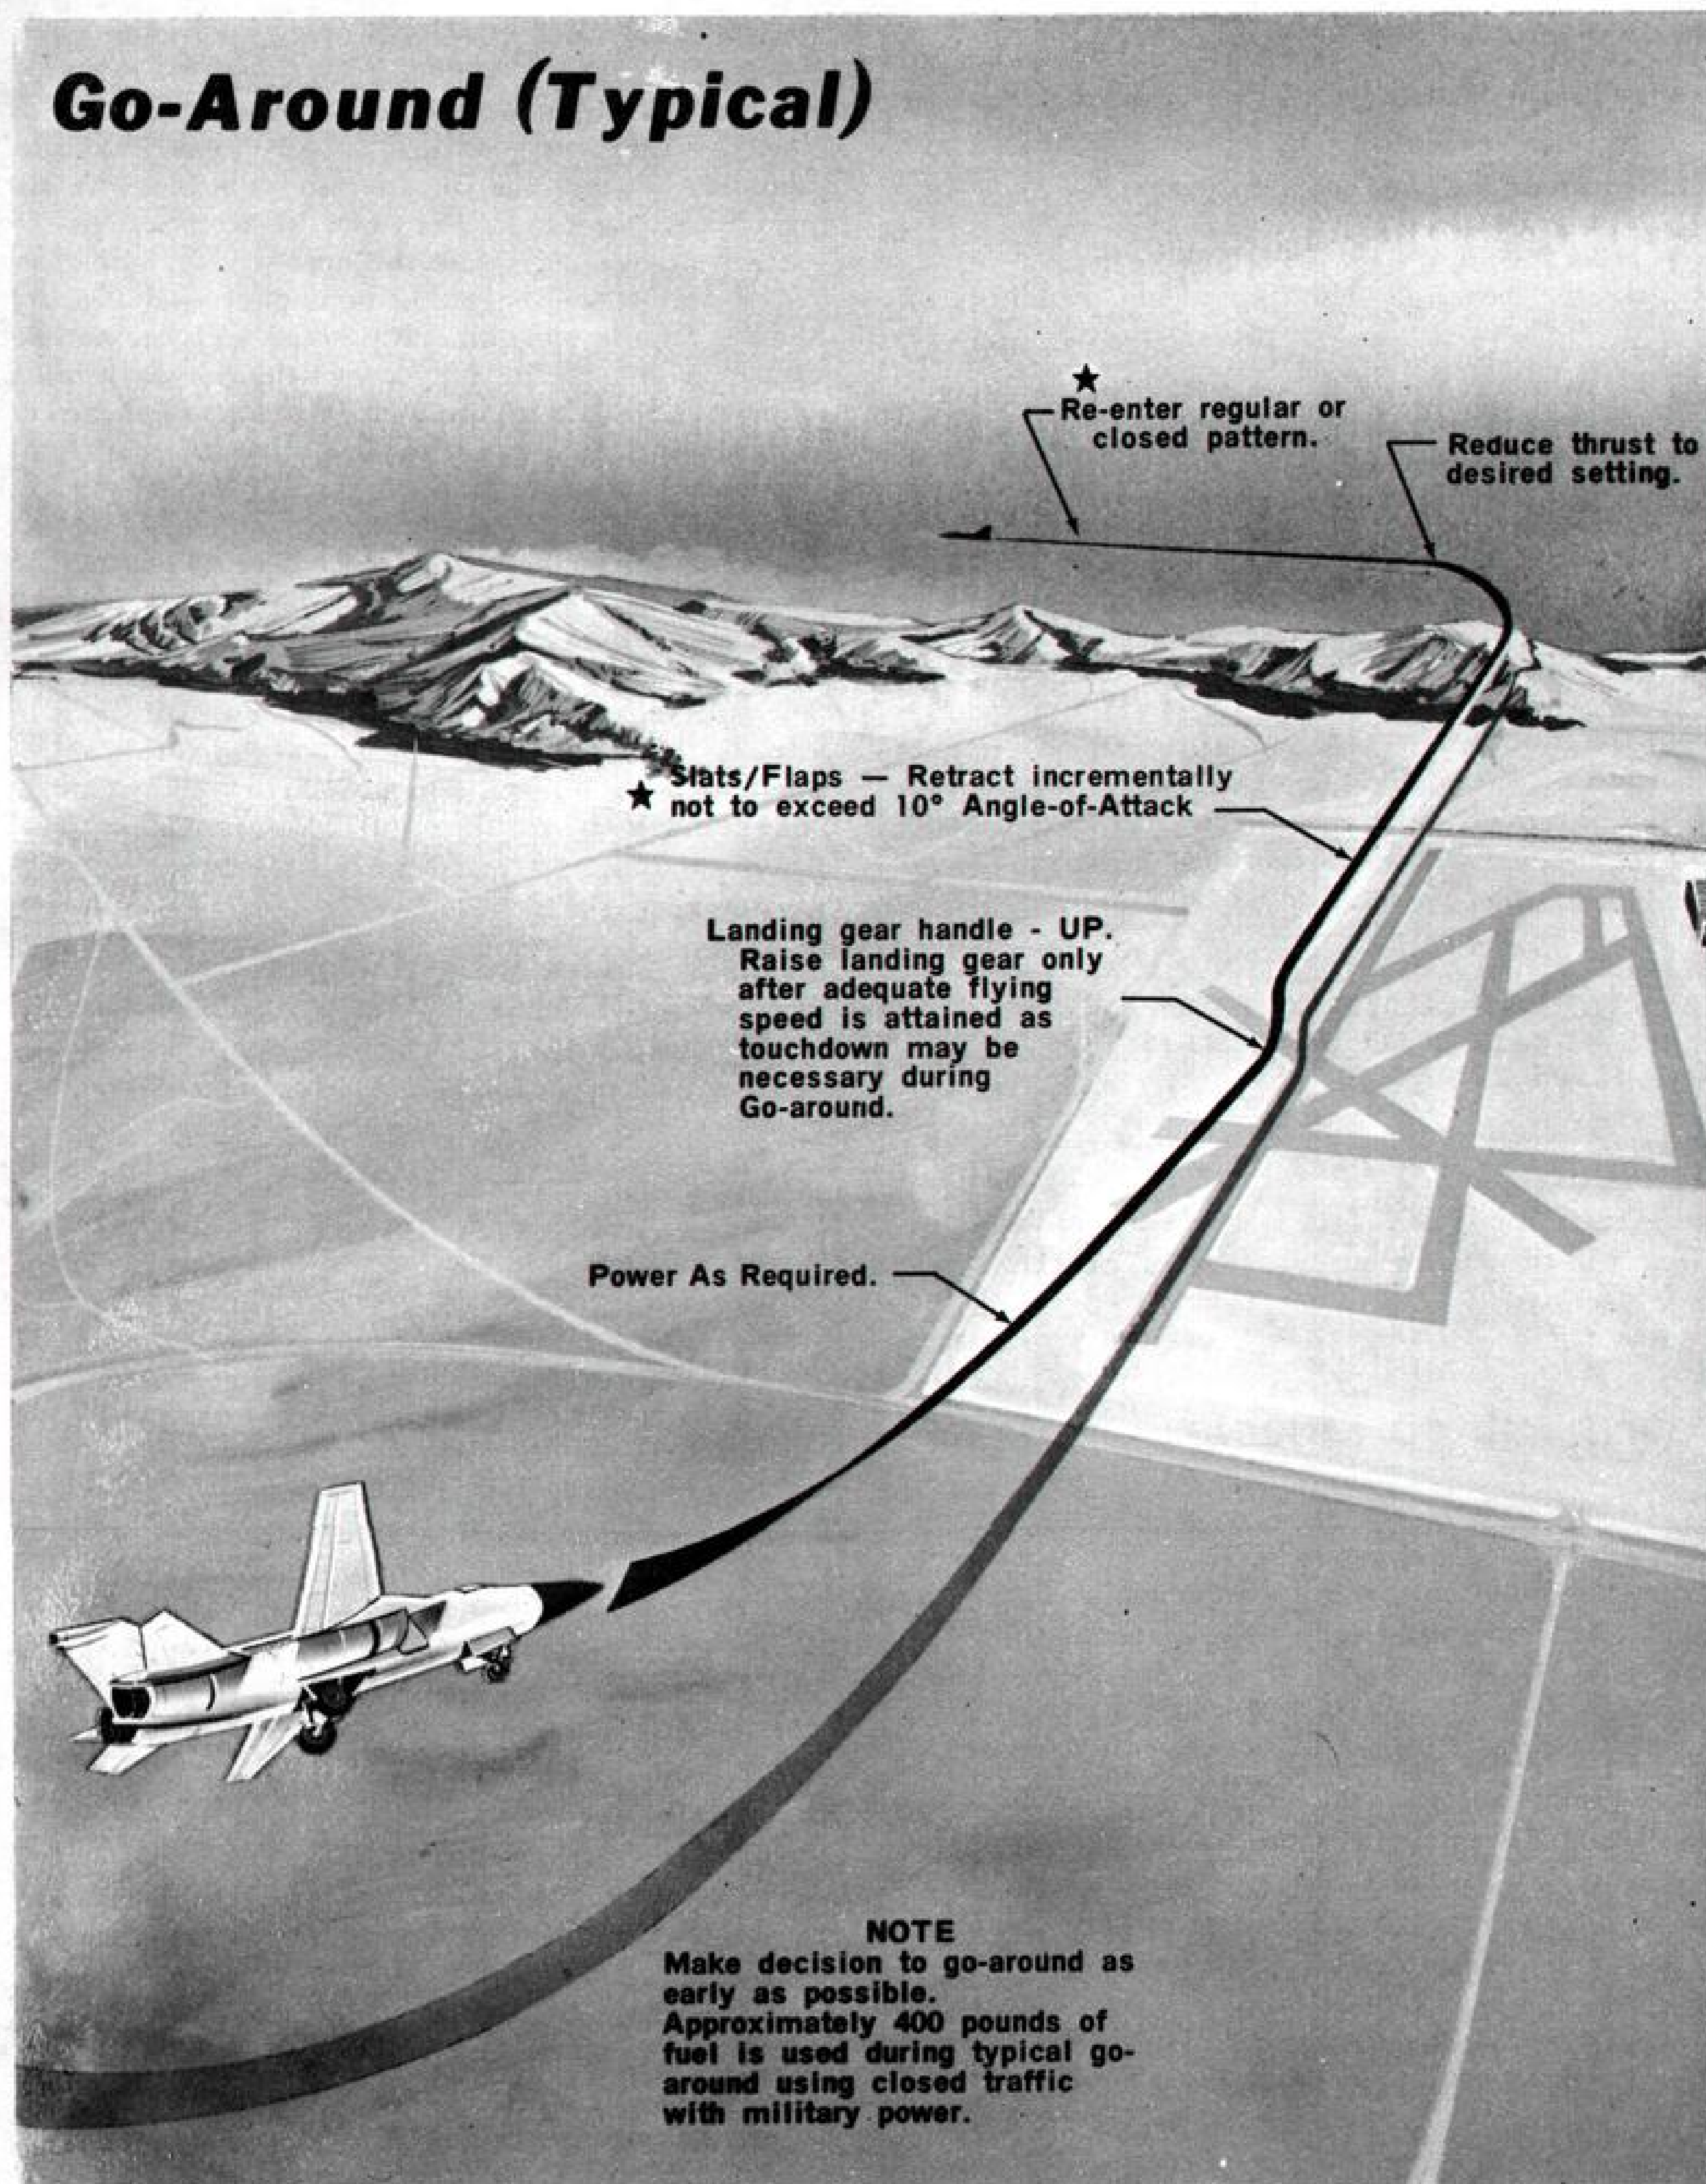 Go-Around (Typical)
Re-enter regular or
closed pattern.
Reduce thrust to
desired setting.
Slats/Flaps — Retract incrementally
not to exceed 10° Angle-of-Attack
Landing gear handle - UP.
Raise landing gear only
after adequate flying
speed is attained as
touchdown may be
necessary during
Go-around.
Power As Required.
NOTE
Make decision to go-around as
early as possible.
Approximately 400 pounds of
fuel is used during typical go-
around using closed traffic
with military power.